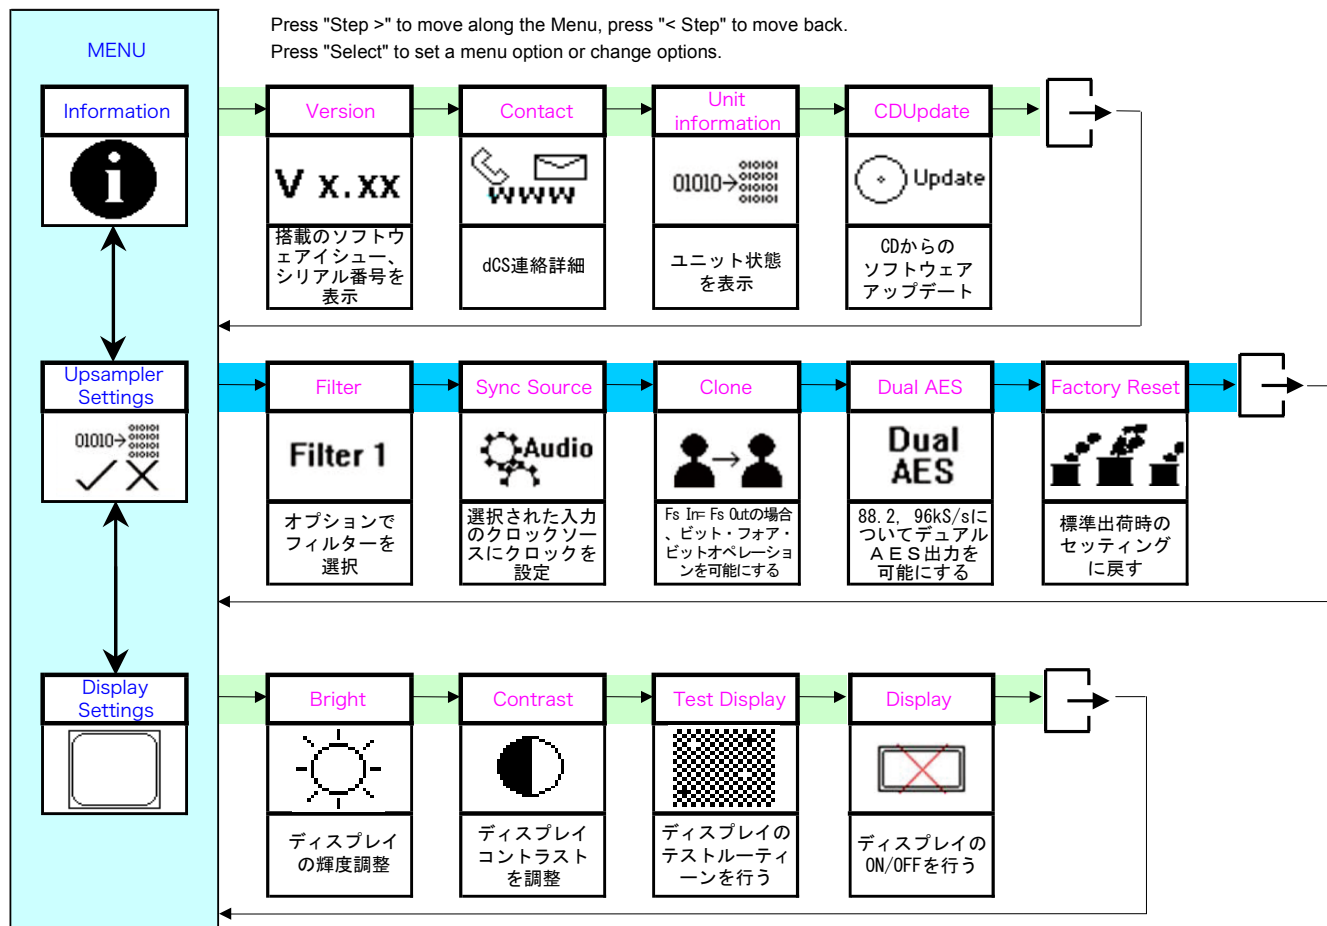 Press "Step >" to move along the Menu, press "< Step" to move back.
Press "Select" to set a menu option or change options.
MENU
Information
Version
Contact
Unit
information
CDUpdate
V x.xx
www
01010→
010101
010101
010101
010101
Update
搭載のソフトウ
ェアイシュー、
シリアル番号を
表示
dCS連絡詳細
ユニット状態
を表示
CDからの
ソフトウェア
アップデート
Upsampler
Settings
Filter
Sync Source
Clone
Dual AES
Factory Reset
01010→
010101
010101
010101
010101
Filter 1
Audio
Dual
AES
オプションで
フィルターを
選択
選択された入力
のクロックソー
スにクロックを
設定
Fs In= Fs Outの場合
、ビット・フォア・
ビットオペレーショ
ンを可能にする
88.2, 96kS/sに
ついてデュアル
ＡＥＳ出力を
可能にする
標準出荷時の
セッティング
に戻す
Display
Settings
Bright
Contrast
Test Display
Display
ディスプレイ
の輝度調整
ディスプレイ
コントラスト
を調整
ディスプレイの
テストルーティ
ーンを行う
ディスプレイの
ON/OFFを行う